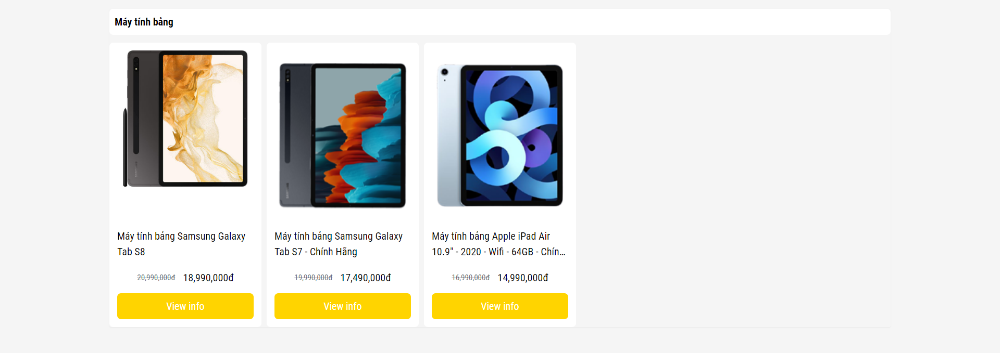 Máy tính bảng
Máy tính bảng Samsung Galaxy
Tab S8
20,990,000đ 18,990,000đ
View info
Máy tính bảng Samsung Galaxy
Tab S7 - Chính Hãng
19,990,000đ 17,490,000đ
View info
Máy tính bảng Apple iPad Air
10.9" - 2020 - Wifi - 64GB - Chín...
16,990,000đ 14,990,000đ
View info